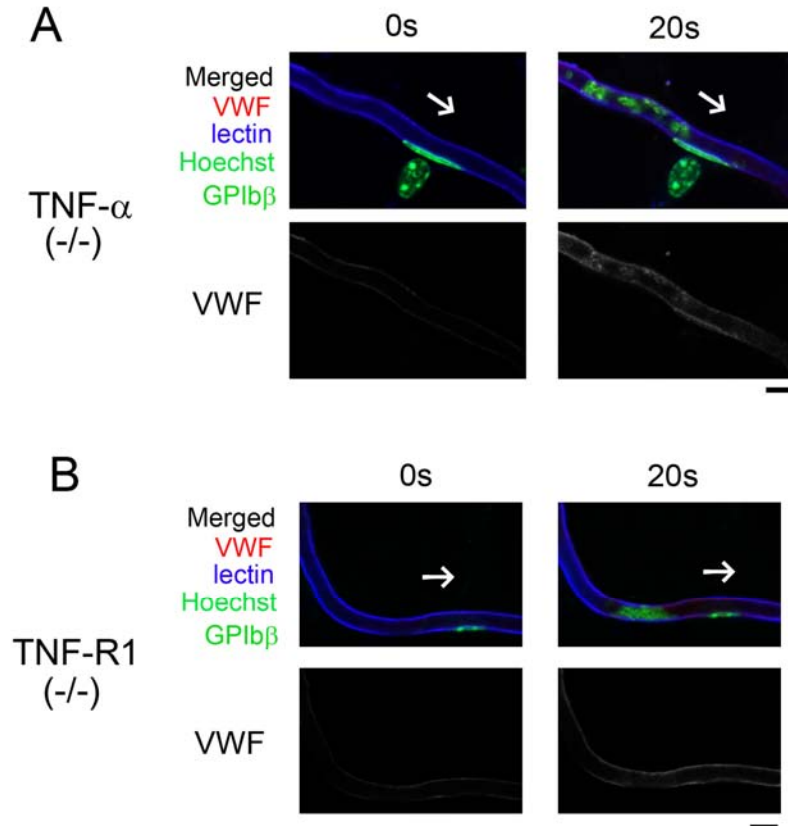 A
0s
20s
Merged
VWF
lectin
Hoechst
GPIbβ
TNF-α
(-/-)
VWF
B
0s
20s
Merged
VWF
lectin
Hoechst
GPIbβ
TNF-R1
(-/-)
VWF